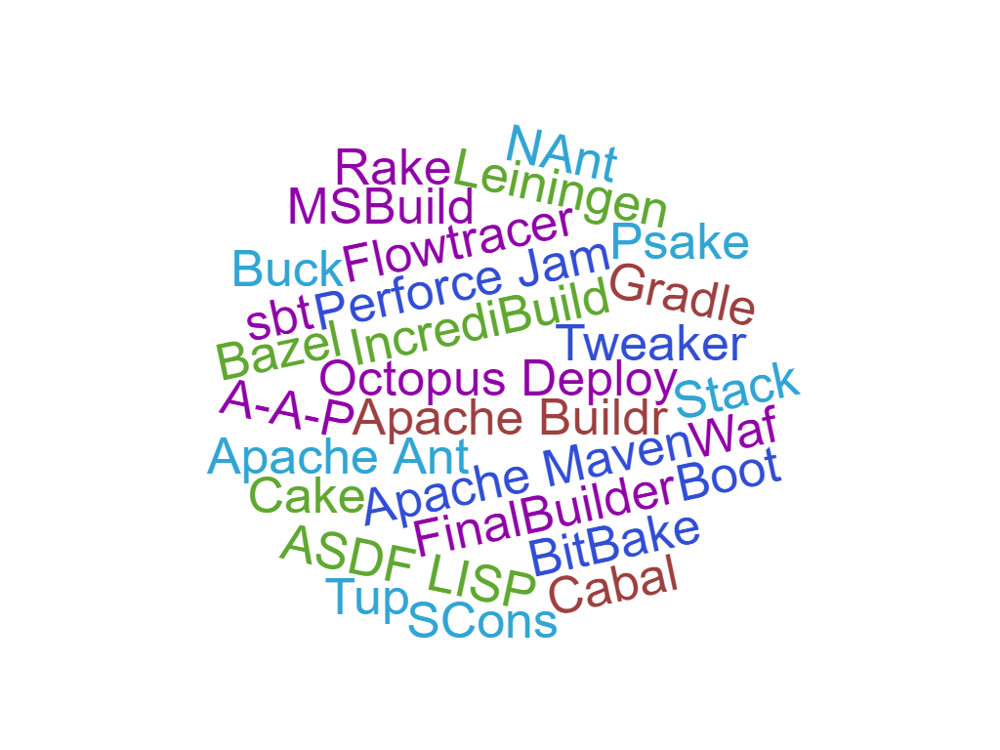 NAnt
Rake
Leiningen
MSBuild
Flowtracer
Psake
Buck
Perforce Jam
Gradle
sbt
IncrediBuild
Bazel
Tweaker
Octopus Deploy
Stack
A-A-P
Apache Buildr
Waf
Apache Ant
Apache Maven
Boot
Cake
FinalBuilder
BitBake
ASDF LISP
Cabal
Tup
SCons